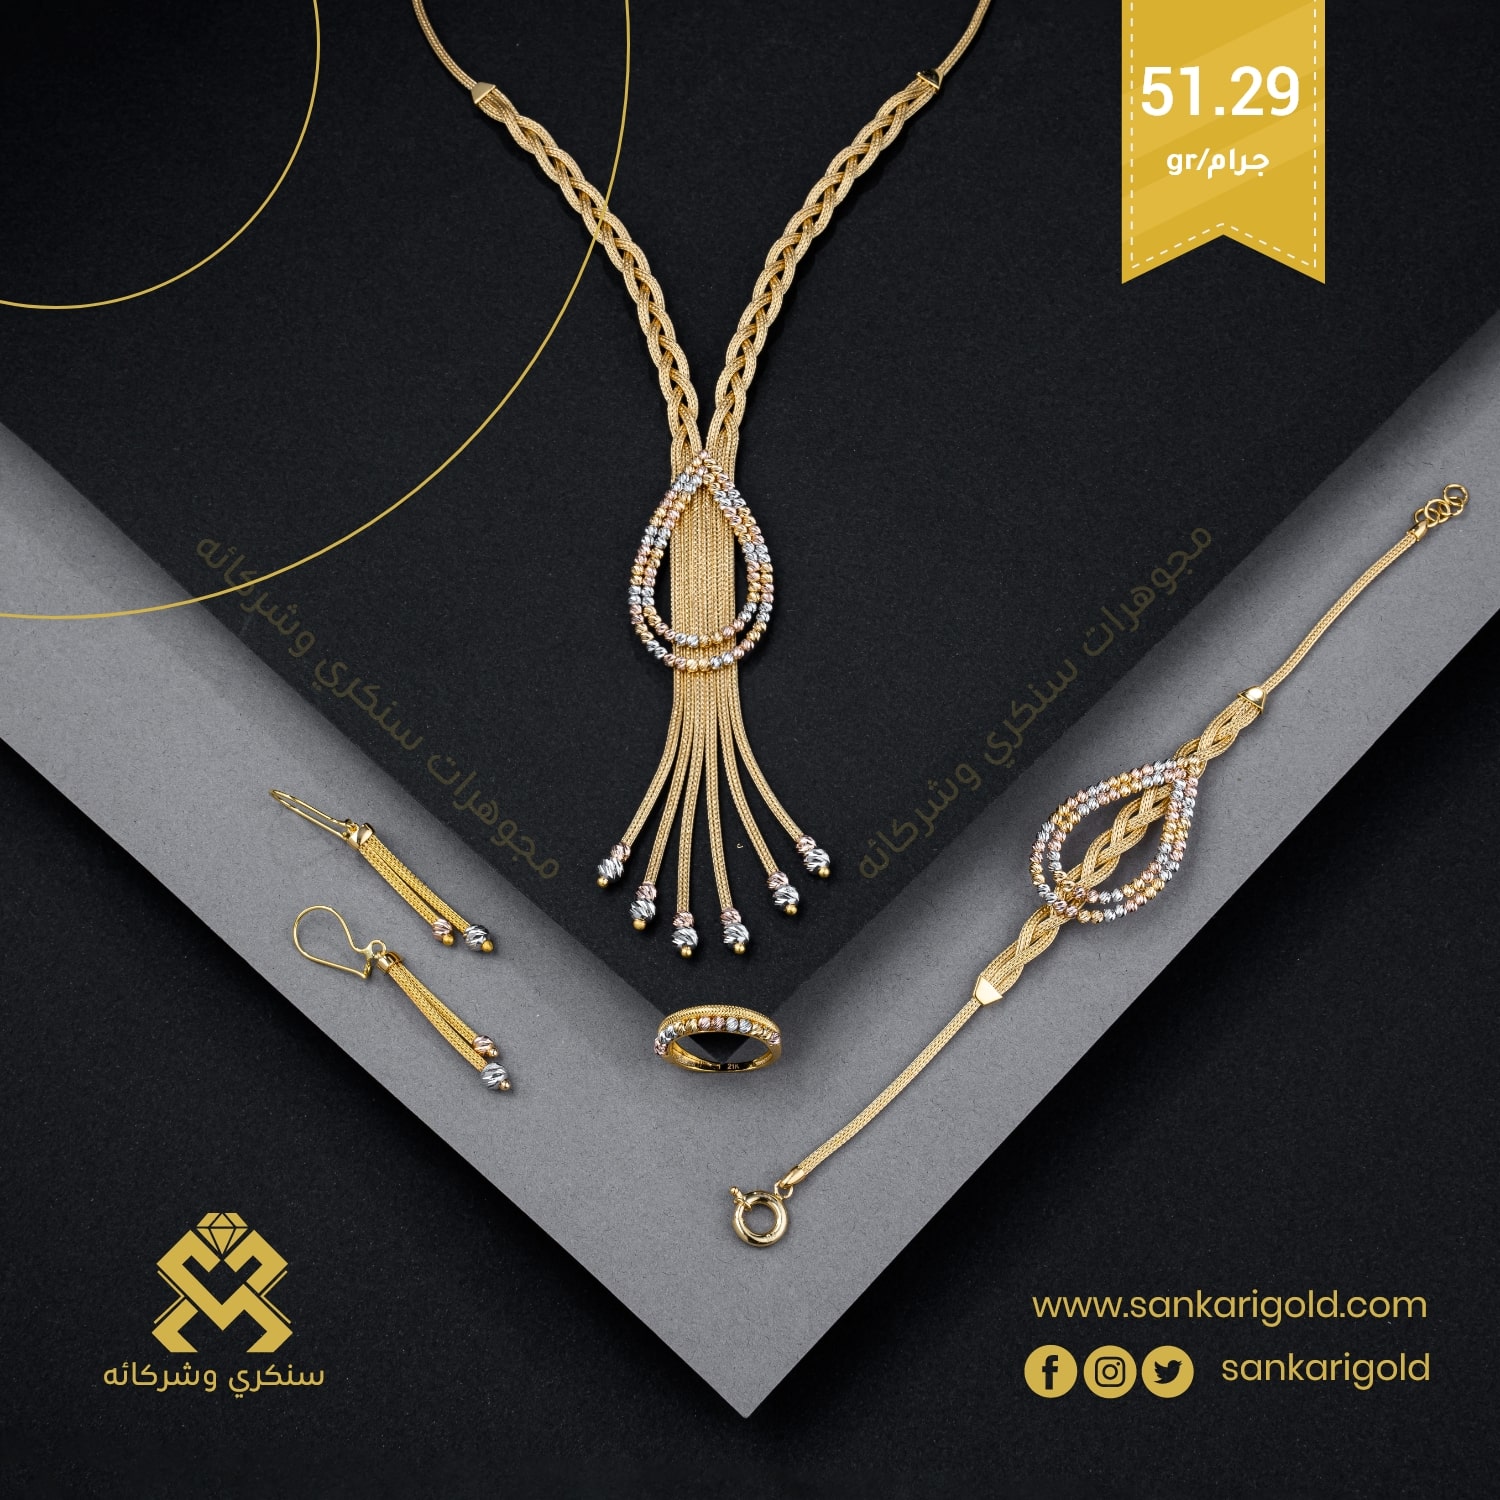 51.29
gr/جرام
مجوهرات سنكري وشركائه
مجوهرات سنكري وشركائه
21K
سنكري وشركائه
www.sankarigold.com
sankarigold